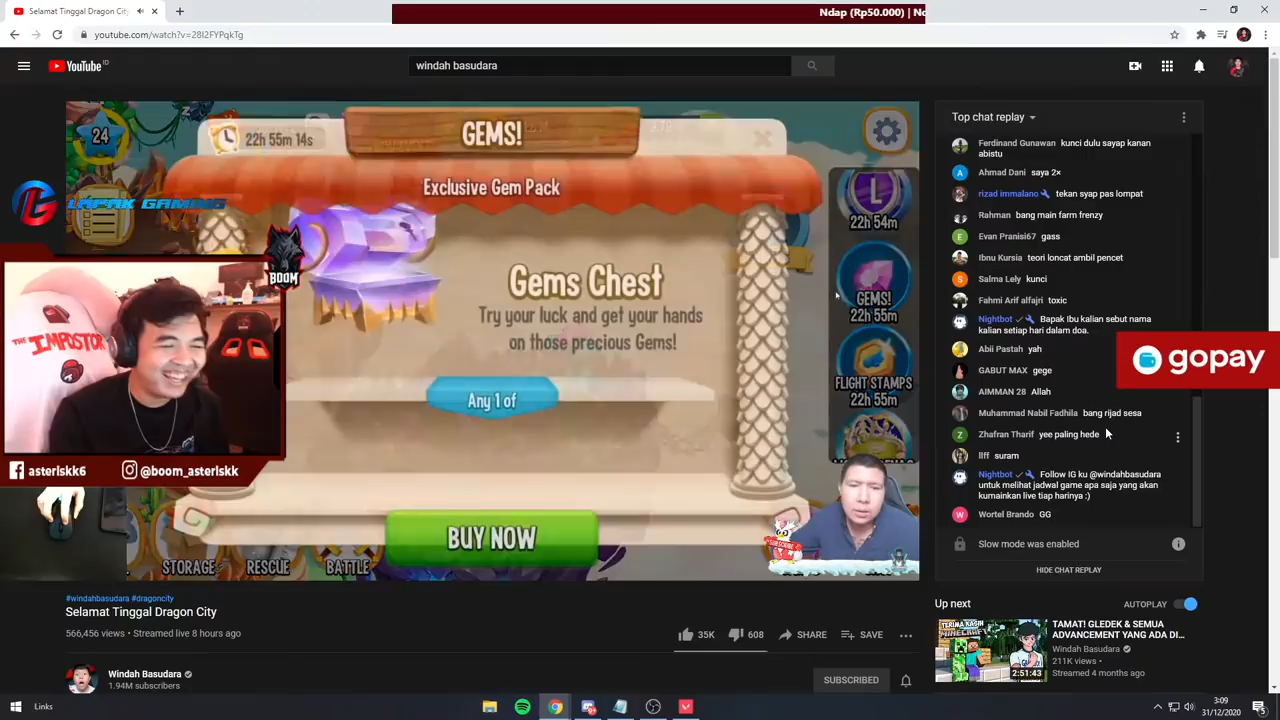 Selamat Tinggal Dragon City
Ndap (Rp50.000) | No
youtube.com/watch?v=28I2FYPqkTg
YouTube ID
windah basudara
24
22h 55m 14s
GEMS!
Exclusive Gem Pack
Gems Chest
Try your luck and get your hands
on those precious Gems!
Any 1 of
BUY NOW
L
22h 54m
GEMS!
22h 55m
FLIGHT STAMPS
22h 55m
LAPAK GAMING
BOOM
THE IMPOSTOR
asterlskk6
@boom_asterlskk
STORAGE
RESCUE
BATTLE
SUBSCRIBE
Top chat replay
Ferdinand Gunawan kunci dulu sayap kanan
abistu
Ahmad Dani saya 2×
rizad immalano tekan syap pas lompat
Rahman bang main farm frenzy
Evan Pranisi67 gass
Ibnu Kursia teori loncat ambil pencet
Salma Lely kunci
Fahmi Arif alfajri toxic
Nightbot Bapak Ibu kalian sebut nama
kalian setiap hari dalam doa.
Abii Pastah yah
GABUT MAX gege
AIMMAN 28 Allah
Muhammad Nabil Fadhila bang rijad sesa
Zhafran Tharif yee paling hede
llff suram
Nightbot Follow IG ku @windahbasudara
untuk melihat jadwal game apa saja yang akan
kumainkan live tiap harinya :)
Wortel Brando GG
Slow mode was enabled
HIDE CHAT REPLAY
gopay
#windahbasudara #dragoncity
Selamat Tinggal Dragon City
566,456 views • Streamed live 8 hours ago
35K
608
SHARE
SAVE
Windah Basudara
1.94M subscribers
SUBSCRIBED
Up next
AUTOPLAY
TERIMA KASIH
MINECRAFT
2:51:43
TAMAT! GLEDEK & SEMUA
ADVANCEMENT YANG ADA DI...
Windah Basudara
211K views •
Streamed 4 months ago
Links
3:09
31/12/2020